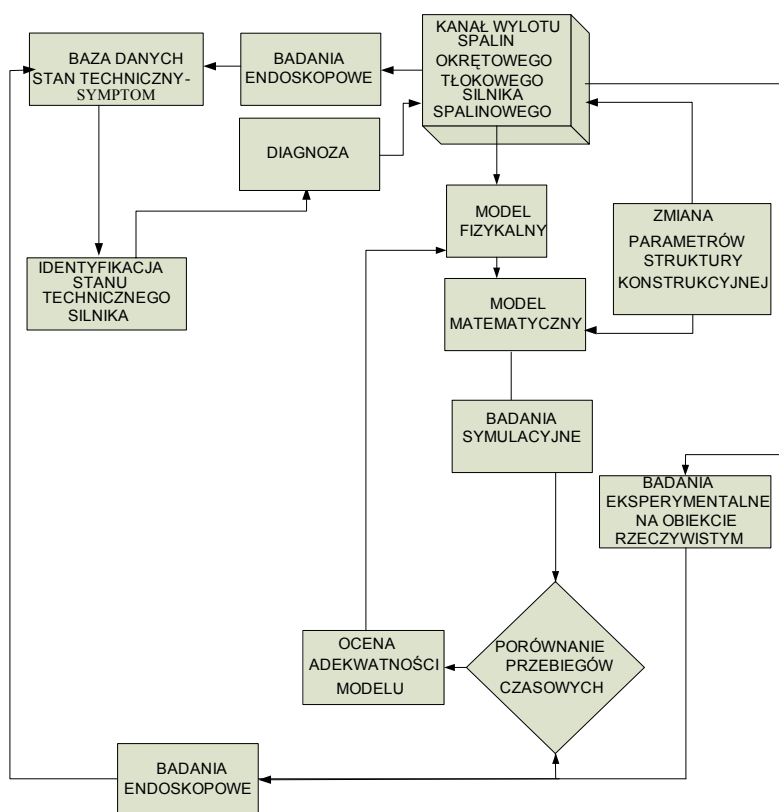 KANAŁ WYLOTU
SPALIN
OKRĘTOWEGO
TŁOKOWEGO
SILNIKA
SPALINOWEGO
BADANIA
ENDOSKOPOWE
BAZA DANYCH
STAN TECHNICZNY-
SYMPTOM
DIAGNOZA
IDENTYFIKACJA
STANU
TECHNICZNEGO
SILNIKA
MODEL
FIZYKALNY
ZMIANA
PARAMETRÓW
STRUKTURY
KONSTRUKCYJNEJ
MODEL
MATEMATYCZNY
BADANIA
SYMULACYJNE
BADANIA
EKSPERYMENTALNE
NA OBIEKCIE
RZECZYWISTYM
OCENA
ADEKWATNOŚCI
MODELU
PORÓWNANIE
PRZEBIEGÓW
CZASOWYCH
BADANIA
ENDOSKOPOWE